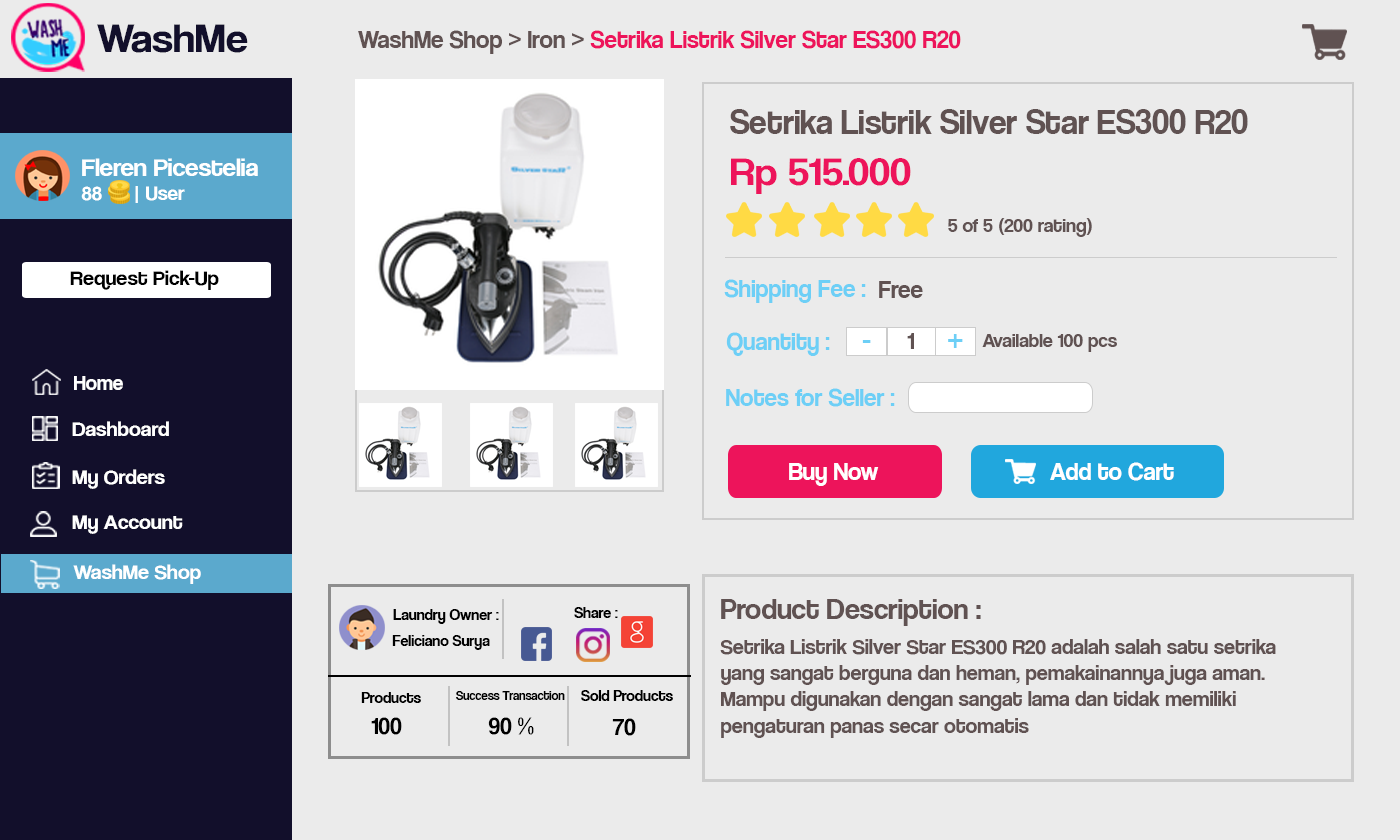 WASH
ME
WashMe
WashMe Shop > Iron > Setrika Listrik Silver Star ES300 R20
Fleren Picestelia
88 | User
Request Pick-Up
Home
Dashboard
My Orders
My Account
WashMe Shop
SILVER STAR
Setrika Listrik Silver Star ES300 R20
Rp 515.000
5 of 5 (200 rating)
Shipping Fee : Free
Quantity : - 1 + Available 100 pcs
Notes for Seller :
Buy Now
Add to Cart
Laundry Owner :
Feliciano Surya
Share :
Products
100
Success Transaction
90 %
Sold Products
70
Product Description :
Setrika Listrik Silver Star ES300 R20 adalah salah satu setrika
yang sangat berguna dan heman, pemakainannya juga aman.
Mampu digunakan dengan sangat lama dan tidak memiliki
pengaturan panas secar otomatis